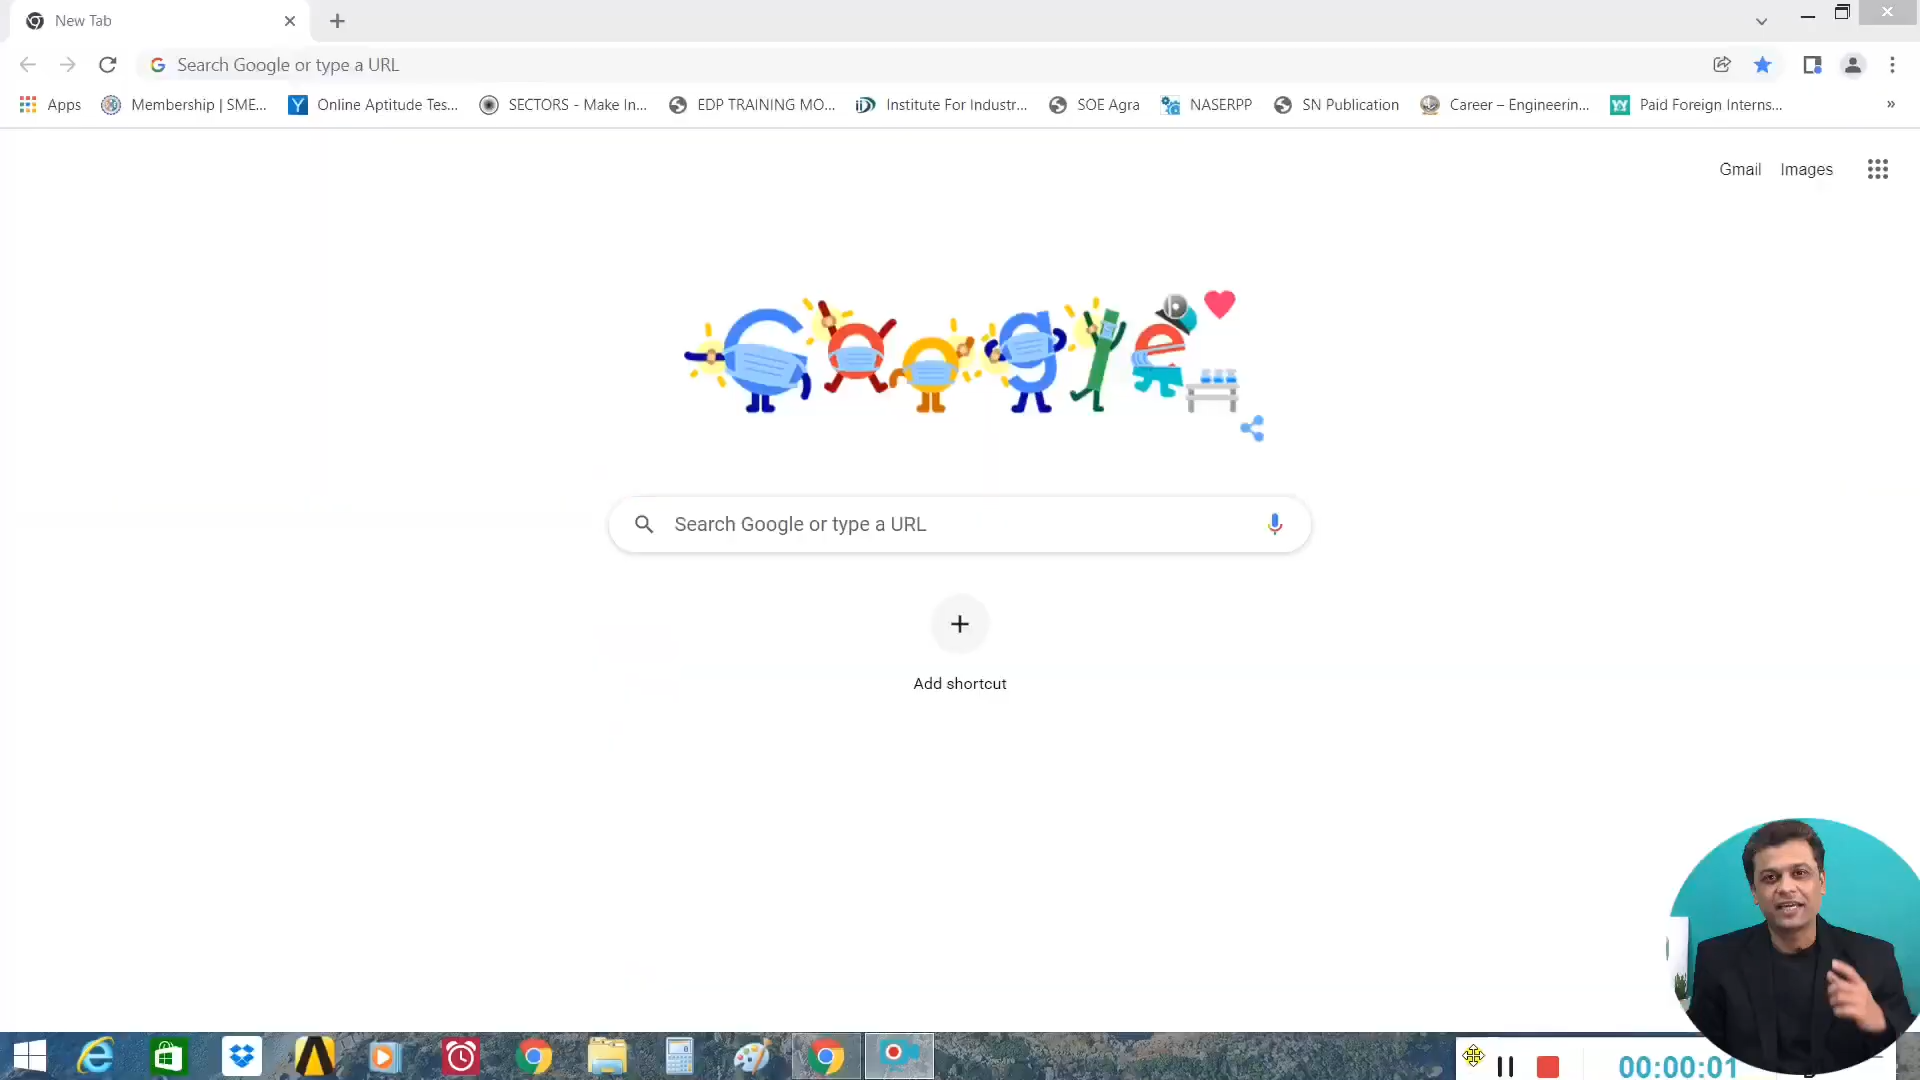 New Tab
Search Google or type a URL
Apps
Membership | SME...
Online Aptitude Tes...
SECTORS - Make In...
EDP TRAINING MO...
Institute For Industr...
SOE Agra
NASERPP
SN Publication
Career – Engineerin...
Paid Foreign Interns...
»
Gmail
Images
Google
Search Google or type a URL
Add shortcut
00:00:01